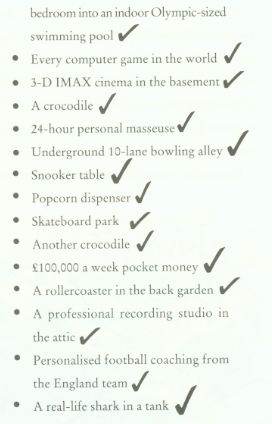 bedroom into an indoor Olympic-sized
swimming pool ✓
• Every computer game in the world ✓
• 3-D IMAX cinema in the basement ✓
• A crocodile ✓
• 24-hour personal masseuse ✓
• Underground 10-lane bowling alley ✓
• Snooker table ✓
• Popcorn dispenser ✓
• Skateboard park ✓
• Another crocodile ✓
• £100,000 a week pocket money ✓
• A rollercoaster in the back garden ✓
• A professional recording studio in
the attic ✓
• Personalised football coaching from
the England team ✓
• A real-life shark in a tank ✓